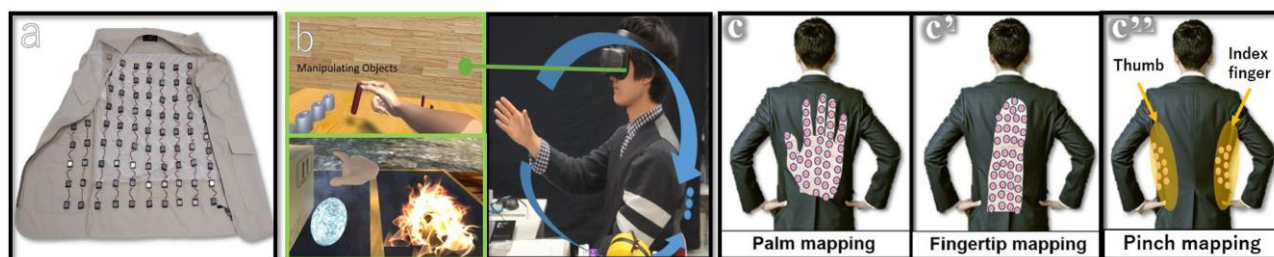 a
b
Manipulating Objects
c
Palm mapping
c'
Fingertip mapping
c''
Thumb
Index
finger
Pinch mapping